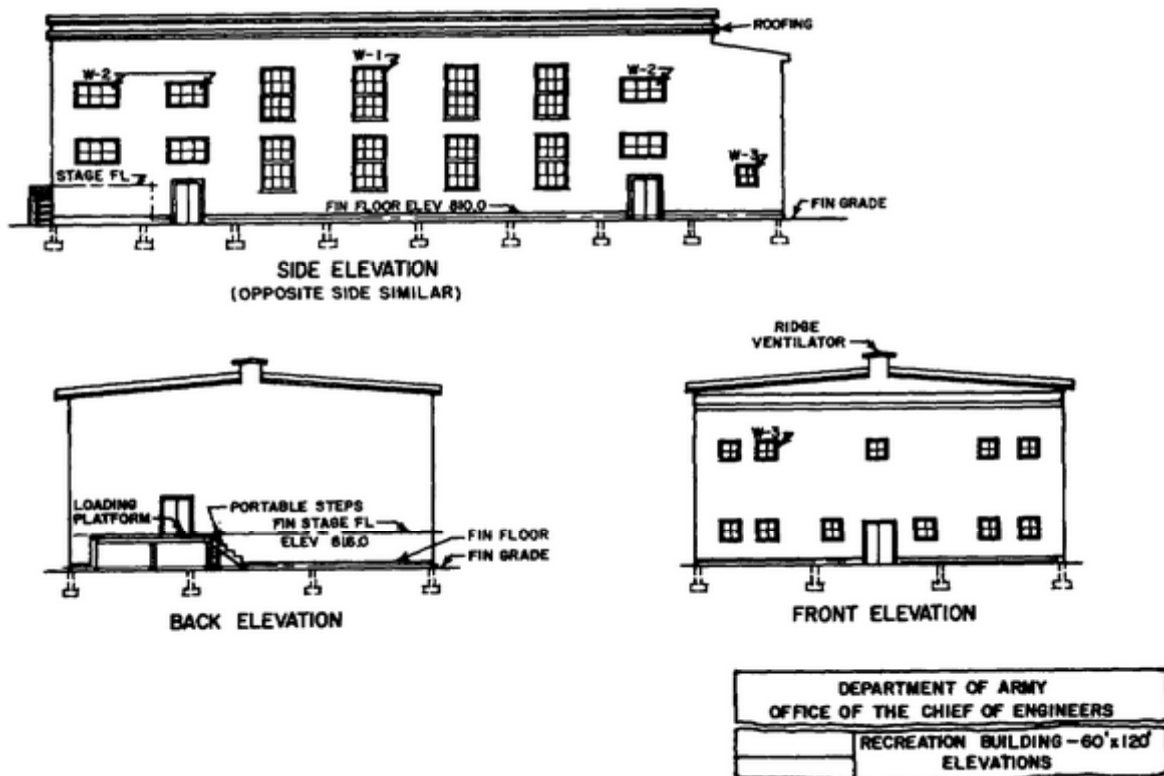 ROOFING
W-2
W-1
W-2
W-3
STAGE FL
FIN FLOOR ELEV 810.0
FIN GRADE
SIDE ELEVATION
(OPPOSITE SIDE SIMILAR)
RIDGE
VENTILATOR
W-3
LOADING
PLATFORM
PORTABLE STEPS
FIN STAGE FL
ELEV 816.0
FIN FLOOR
FIN GRADE
BACK ELEVATION
FRONT ELEVATION
DEPARTMENT OF ARMY
OFFICE OF THE CHIEF OF ENGINEERS
RECREATION BUILDING - 60'x120'
ELEVATIONS